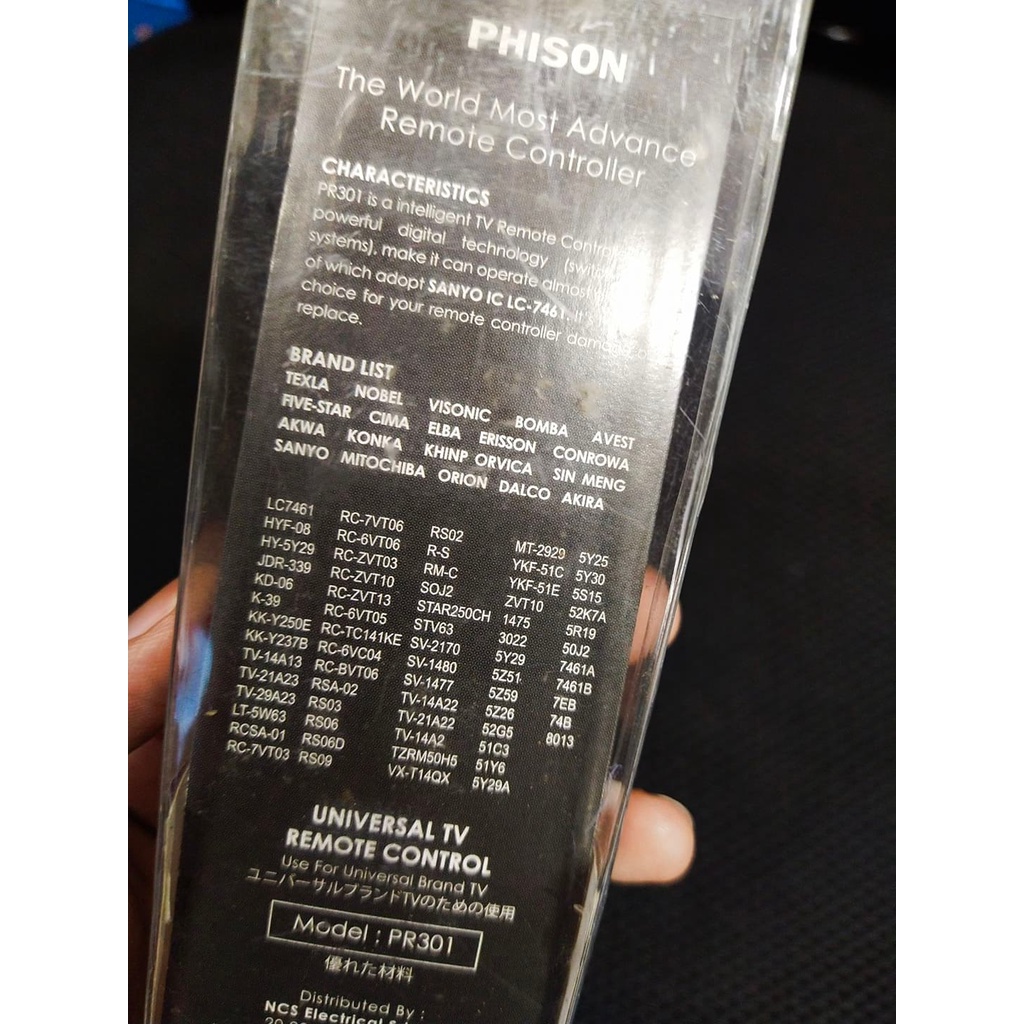 PHISON
The World Most Advance
Remote Controller
CHARACTERISTICS
PR301 is a intelligent TV Remote
powerful digital technology
systems), make it can operate almost
of which adopt SANYO IC LC-7461.
choice for your remote controller
replace.
BRAND LIST
TEXLA NOBEL VISONIC BOMBA AVEST
FIVE-STAR CIMA ELBA ERISSON CONROWA
AKWA KONKA KHINP ORVICA SIN MENG
SANYO MITOCHIBA ORION DALCO AKIRA
LC7461 RC-7VT06 RS02 MT-2929 5Y25
HYF-08 RC-6VT06 R-S YKF-51C 5Y30
HY-5Y29 RC-ZVT03 RM-C YKF-51E 5S15
JDR-339 RC-ZVT10 SOJ2 ZVT10 52K7A
KD-06 RC-ZVT13 STAR250CH 1475 5R19
K-39 RC-6VT05 STV63 3022 50J2
KK-Y250E RC-TC141KE SV-2170 5Y29 7461A
KK-Y237B RC-6VC04 SV-1480 5Z51 7461B
TV-14A13 RC-BVT06 SV-1477 5Z59 7EB
TV-21A23 RSA-02 TV-14A22 5Z26 74B
TV-29A23 RS03 TV-21A22 52G5 8013
LT-5W63 RS06 TV-14A2 51C3
RCSA-01 RS06D TZRM50H5 51Y6
RC-7VT03 RS09 VX-T14QX 5Y29A
UNIVERSAL TV
REMOTE CONTROL
Use For Universal Brand TV
ユニバーサルブランドTVのための使用
Model : PR301
優れた材料
Distributed By :
NCS Electrical